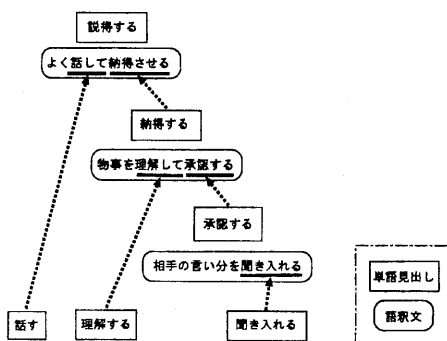 説得する
よく話して納得させる
納得する
物事を理解して承認する
承認する
相手の言い分を聞き入れる
話す
理解する
聞き入れる
単語見出し
語釈文